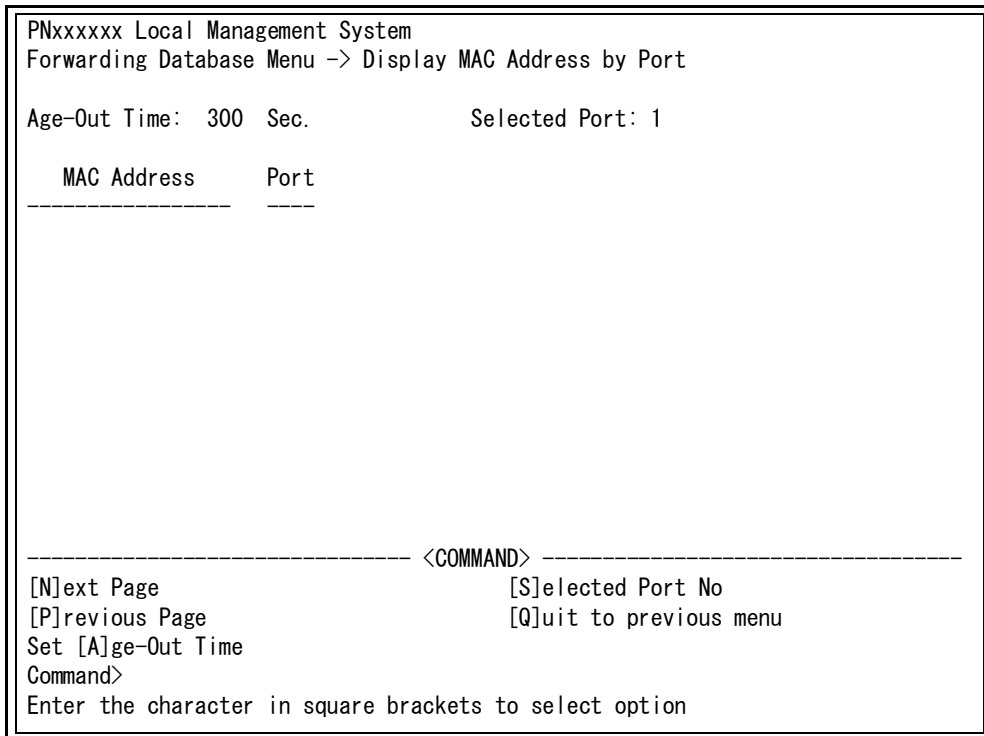 PNxxxxxx Local Management System
Forwarding Database Menu -> Display MAC Address by Port
Age-Out Time: 300 Sec. Selected Port: 1
MAC Address Port
----------------- ----
-------------------------------- <COMMAND> -----------------------------------
[N]ext Page [S]elected Port No
[P]revious Page [Q]uit to previous menu
Set [A]ge-Out Time
Command>
Enter the character in square brackets to select option